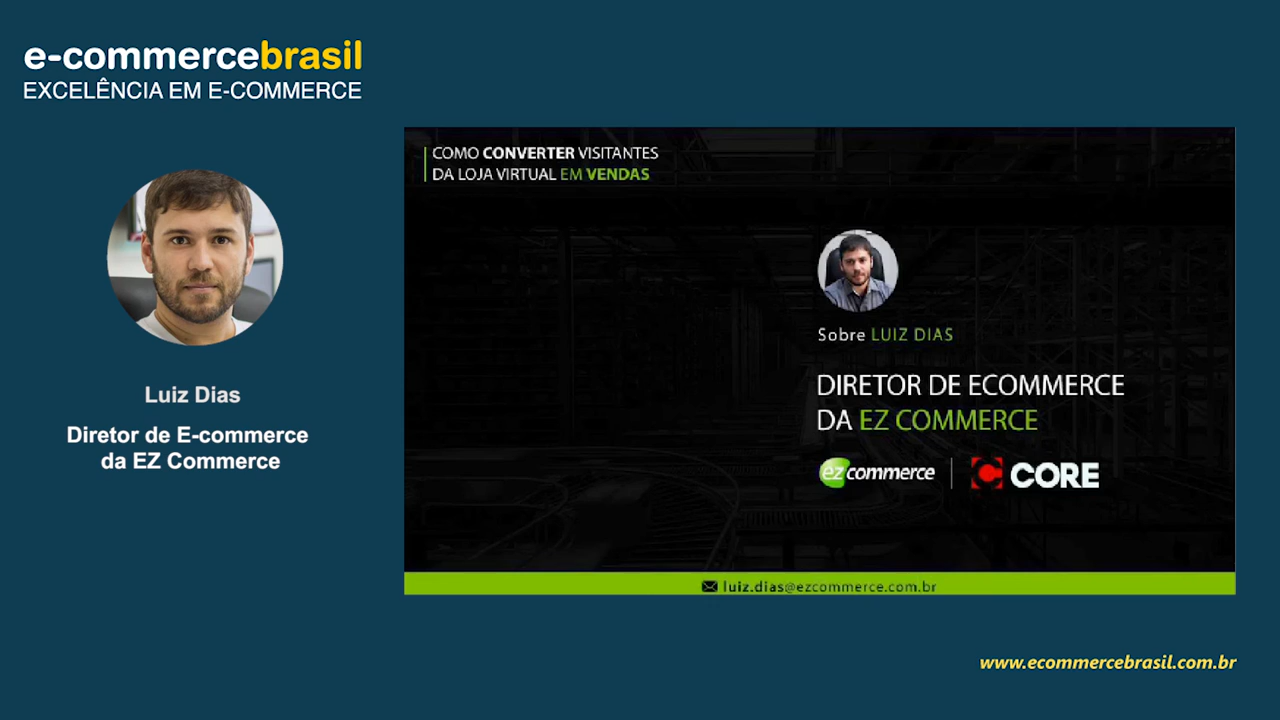 e-commercebrasil
EXCELÊNCIA EM E-COMMERCE
Luiz Dias
Diretor de E-commerce
da EZ Commerce
COMO CONVERTER VISITANTES
DA LOJA VIRTUAL EM VENDAS
Sobre LUIZ DIAS
DIRETOR DE ECOMMERCE
DA EZ COMMERCE
ez commerce CORE
luiz.dias@ezcommerce.com.br
www.ecommercebrasil.com.br